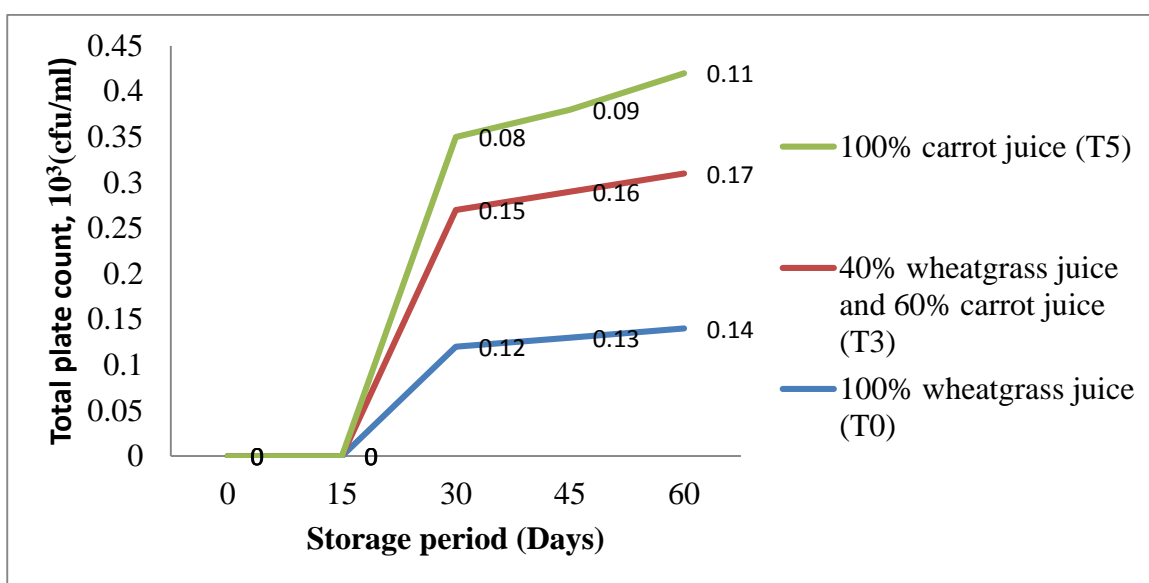 Total plate count, 10³(cfu/ml)
0.45
0.4
0.35
0.3
0.25
0.2
0.15
0.1
0.05
0
0.08
0.09
0.11
0.15
0.16
0.17
0.12
0.13
0.14
0
0
0 15 30 45 60
Storage period (Days)
100% carrot juice (T5)
40% wheatgrass juice
and 60% carrot juice
(T3)
100% wheatgrass juice
(T0)